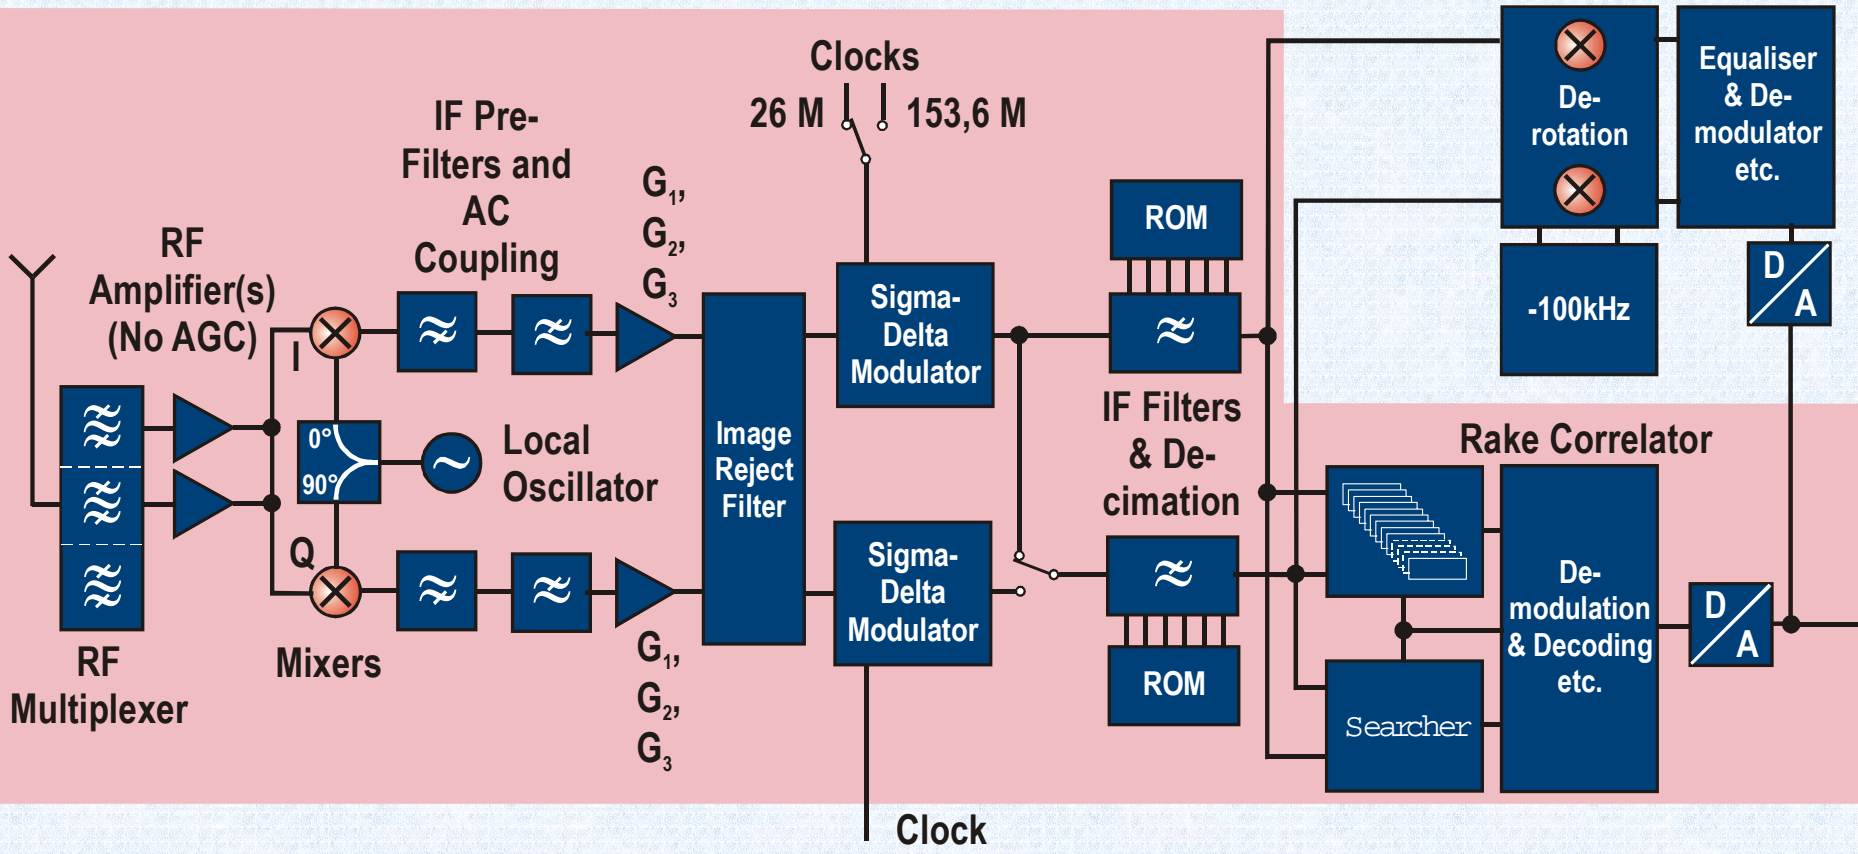 Clocks
26 M
153,6 M
IF Pre-
Filters and
AC
Coupling
G1,
G2,
G3
RF
Amplifier(s)
(No AGC)
I
0°
90°
Local
Oscillator
Q
Mixers
RF
Multiplexer
G1,
G2,
G3
Image
Reject
Filter
Sigma-
Delta
Modulator
Sigma-
Delta
Modulator
Clock
ROM
IF Filters
& De-
cimation
ROM
De-
rotation
Equaliser
& De-
modulator
etc.
-100kHz
D
A
Rake Correlator
De-
modulation
& Decoding
etc.
Searcher
D
A